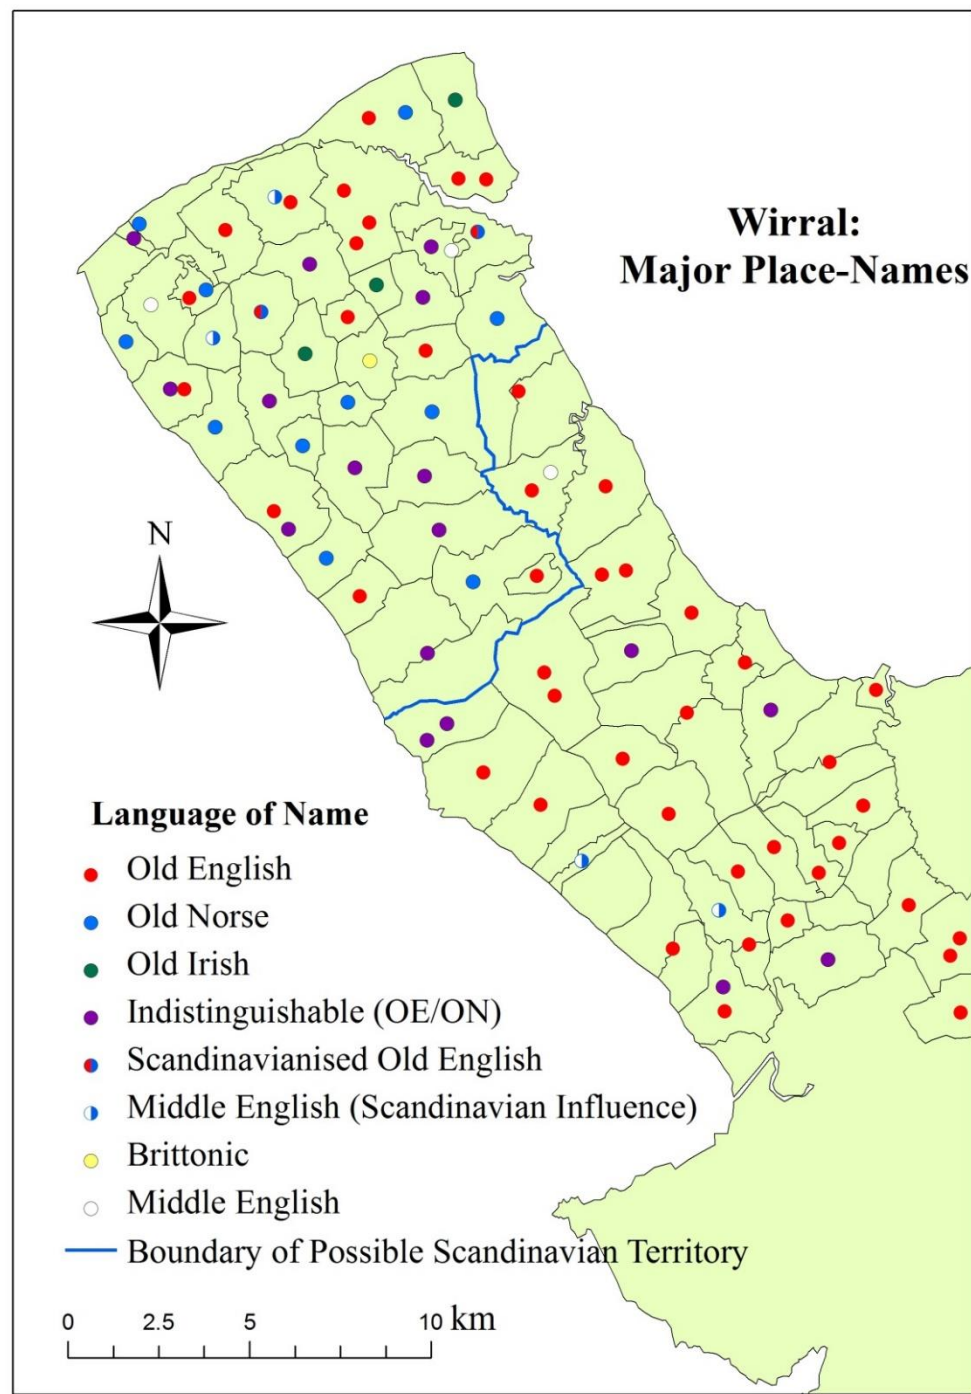 Wirral:
Major Place-Names
N
Language of Name
Old English
Old Norse
Old Irish
Indistinguishable (OE/ON)
Scandinavianised Old English
Middle English (Scandinavian Influence)
Brittonic
Middle English
Boundary of Possible Scandinavian Territory
0 2.5 5 10 km